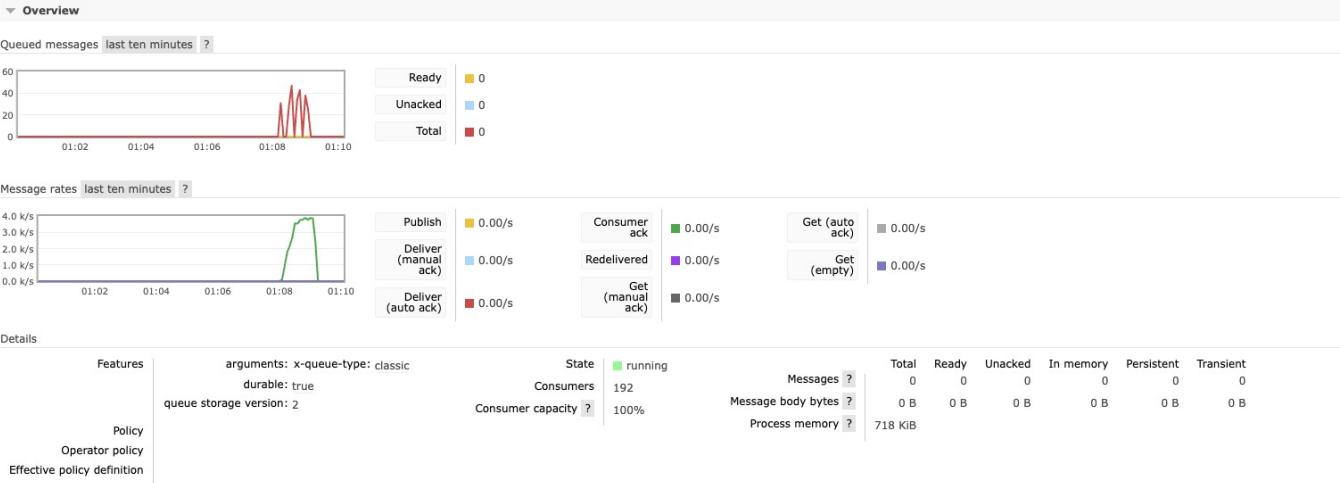 Overview
Queued messages last ten minutes ?
60
40
20
0
01:02 01:04 01:06 01:08 01:10
Ready 0
Unacked 0
Total 0
Message rates last ten minutes ?
4.0 k/s
3.0 k/s
2.0 k/s
1.0 k/s
0.0 k/s
01:02 01:04 01:06 01:08 01:10
Publish 0.00/s
Deliver
(manual
ack) 0.00/s
Deliver
(auto ack) 0.00/s
Consumer
ack 0.00/s
Redelivered 0.00/s
Get
(manual
ack) 0.00/s
Get (auto
ack) 0.00/s
Get
(empty) 0.00/s
Details
Features
arguments: x-queue-type: classic
durable: true
queue storage version: 2
Policy
Operator policy
Effective policy definition
State running
Consumers 192
Consumer capacity ? 100%
Total Ready Unacked In memory Persistent Transient
Messages ? 0 0 0 0 0 0
Message body bytes ? 0 B 0 B 0 B 0 B 0 B 0 B
Process memory ? 718 KiB